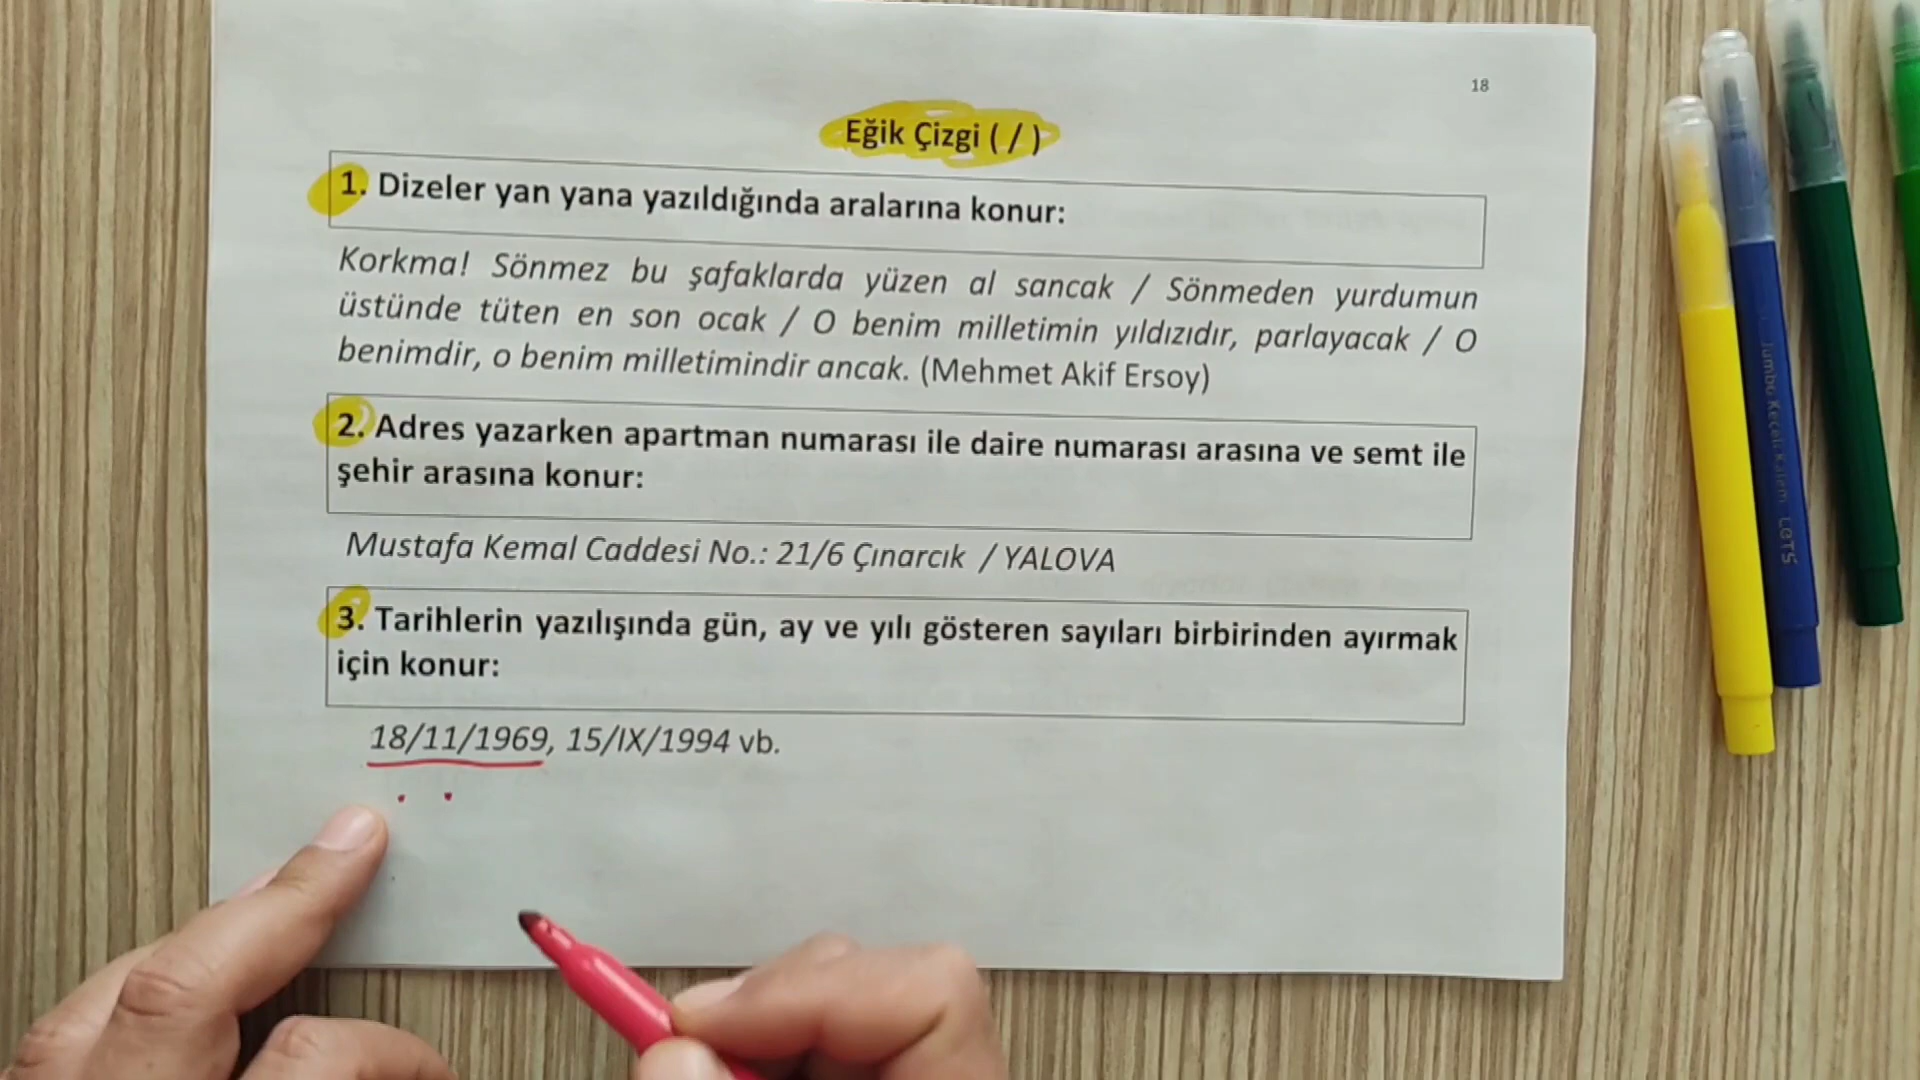 18
Eğik Çizgi ( / )
1. Dizeler yan yana yazıldığında aralarına konur:
Korkma! Sönmez bu şafaklarda yüzen al sancak / Sönmeden yurdumun
üstünde tüten en son ocak / O benim milletimin yıldızıdır, parlayacak / O
benimdir, o benim milletimindir ancak. (Mehmet Akif Ersoy)
2. Adres yazarken apartman numarası ile daire numarası arasına ve semt ile
şehir arasına konur:
Mustafa Kemal Caddesi No.: 21/6 Çınarcık / YALOVA
3. Tarihlerin yazılışında gün, ay ve yılı gösteren sayıları birbirinden ayırmak
için konur:
18/11/1969, 15/IX/1994 vb.
Jumbo Keçeli Kalem